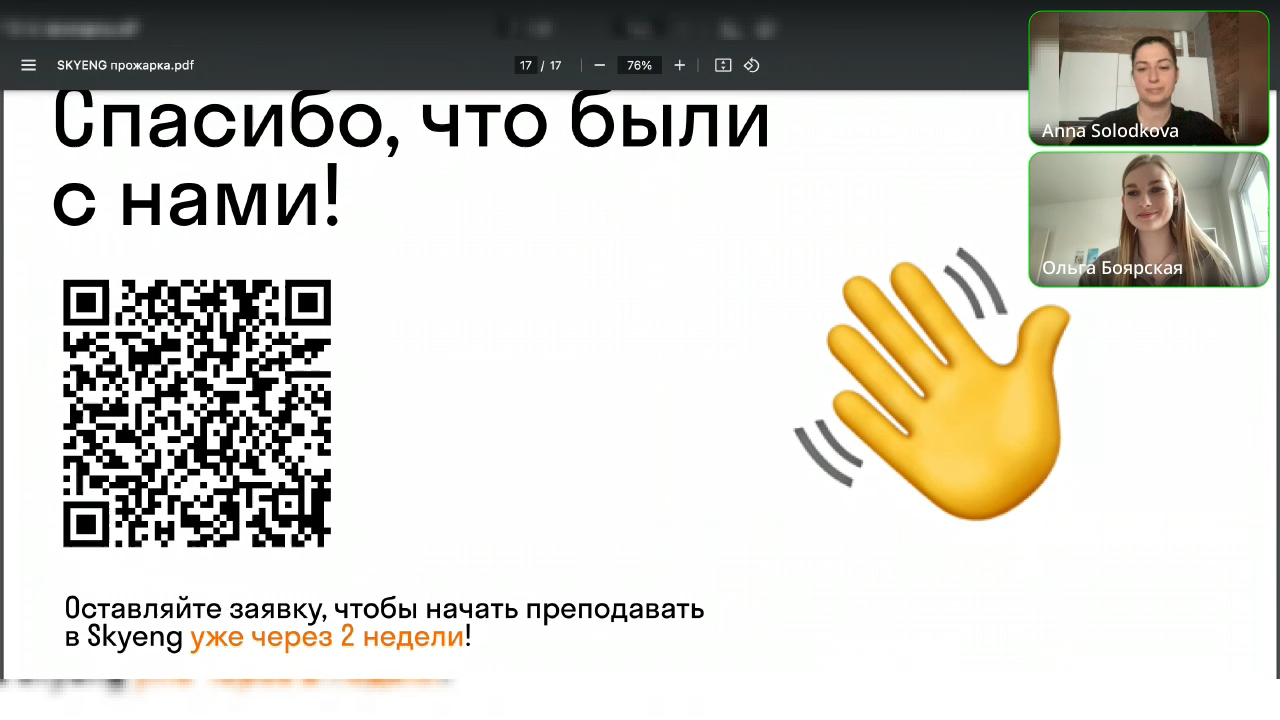 SKYENG прожарка.pdf
17 / 17
76%
Спасибо, что были
с нами!
Оставляйте заявку, чтобы начать преподавать
в Skyeng уже через 2 недели!
Anna Solodkova
Ольга Боярская